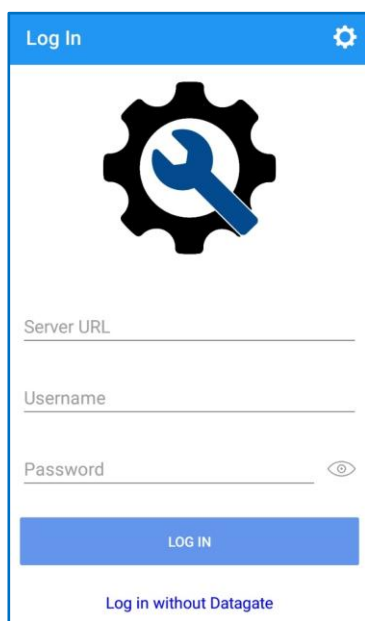 Log In
Server URL
Username
Password
LOG IN
Log in without Datagate